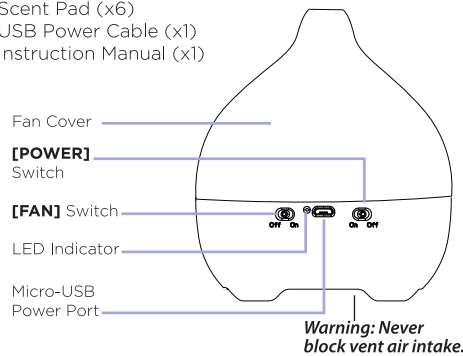 Scent Pad (x6)
USB Power Cable (x1)
Instruction Manual (x1)
Fan Cover
[POWER]
Switch
[FAN] Switch
Off On
On Off
LED Indicator
Micro-USB
Power Port
Warning: Never
block vent air intake.